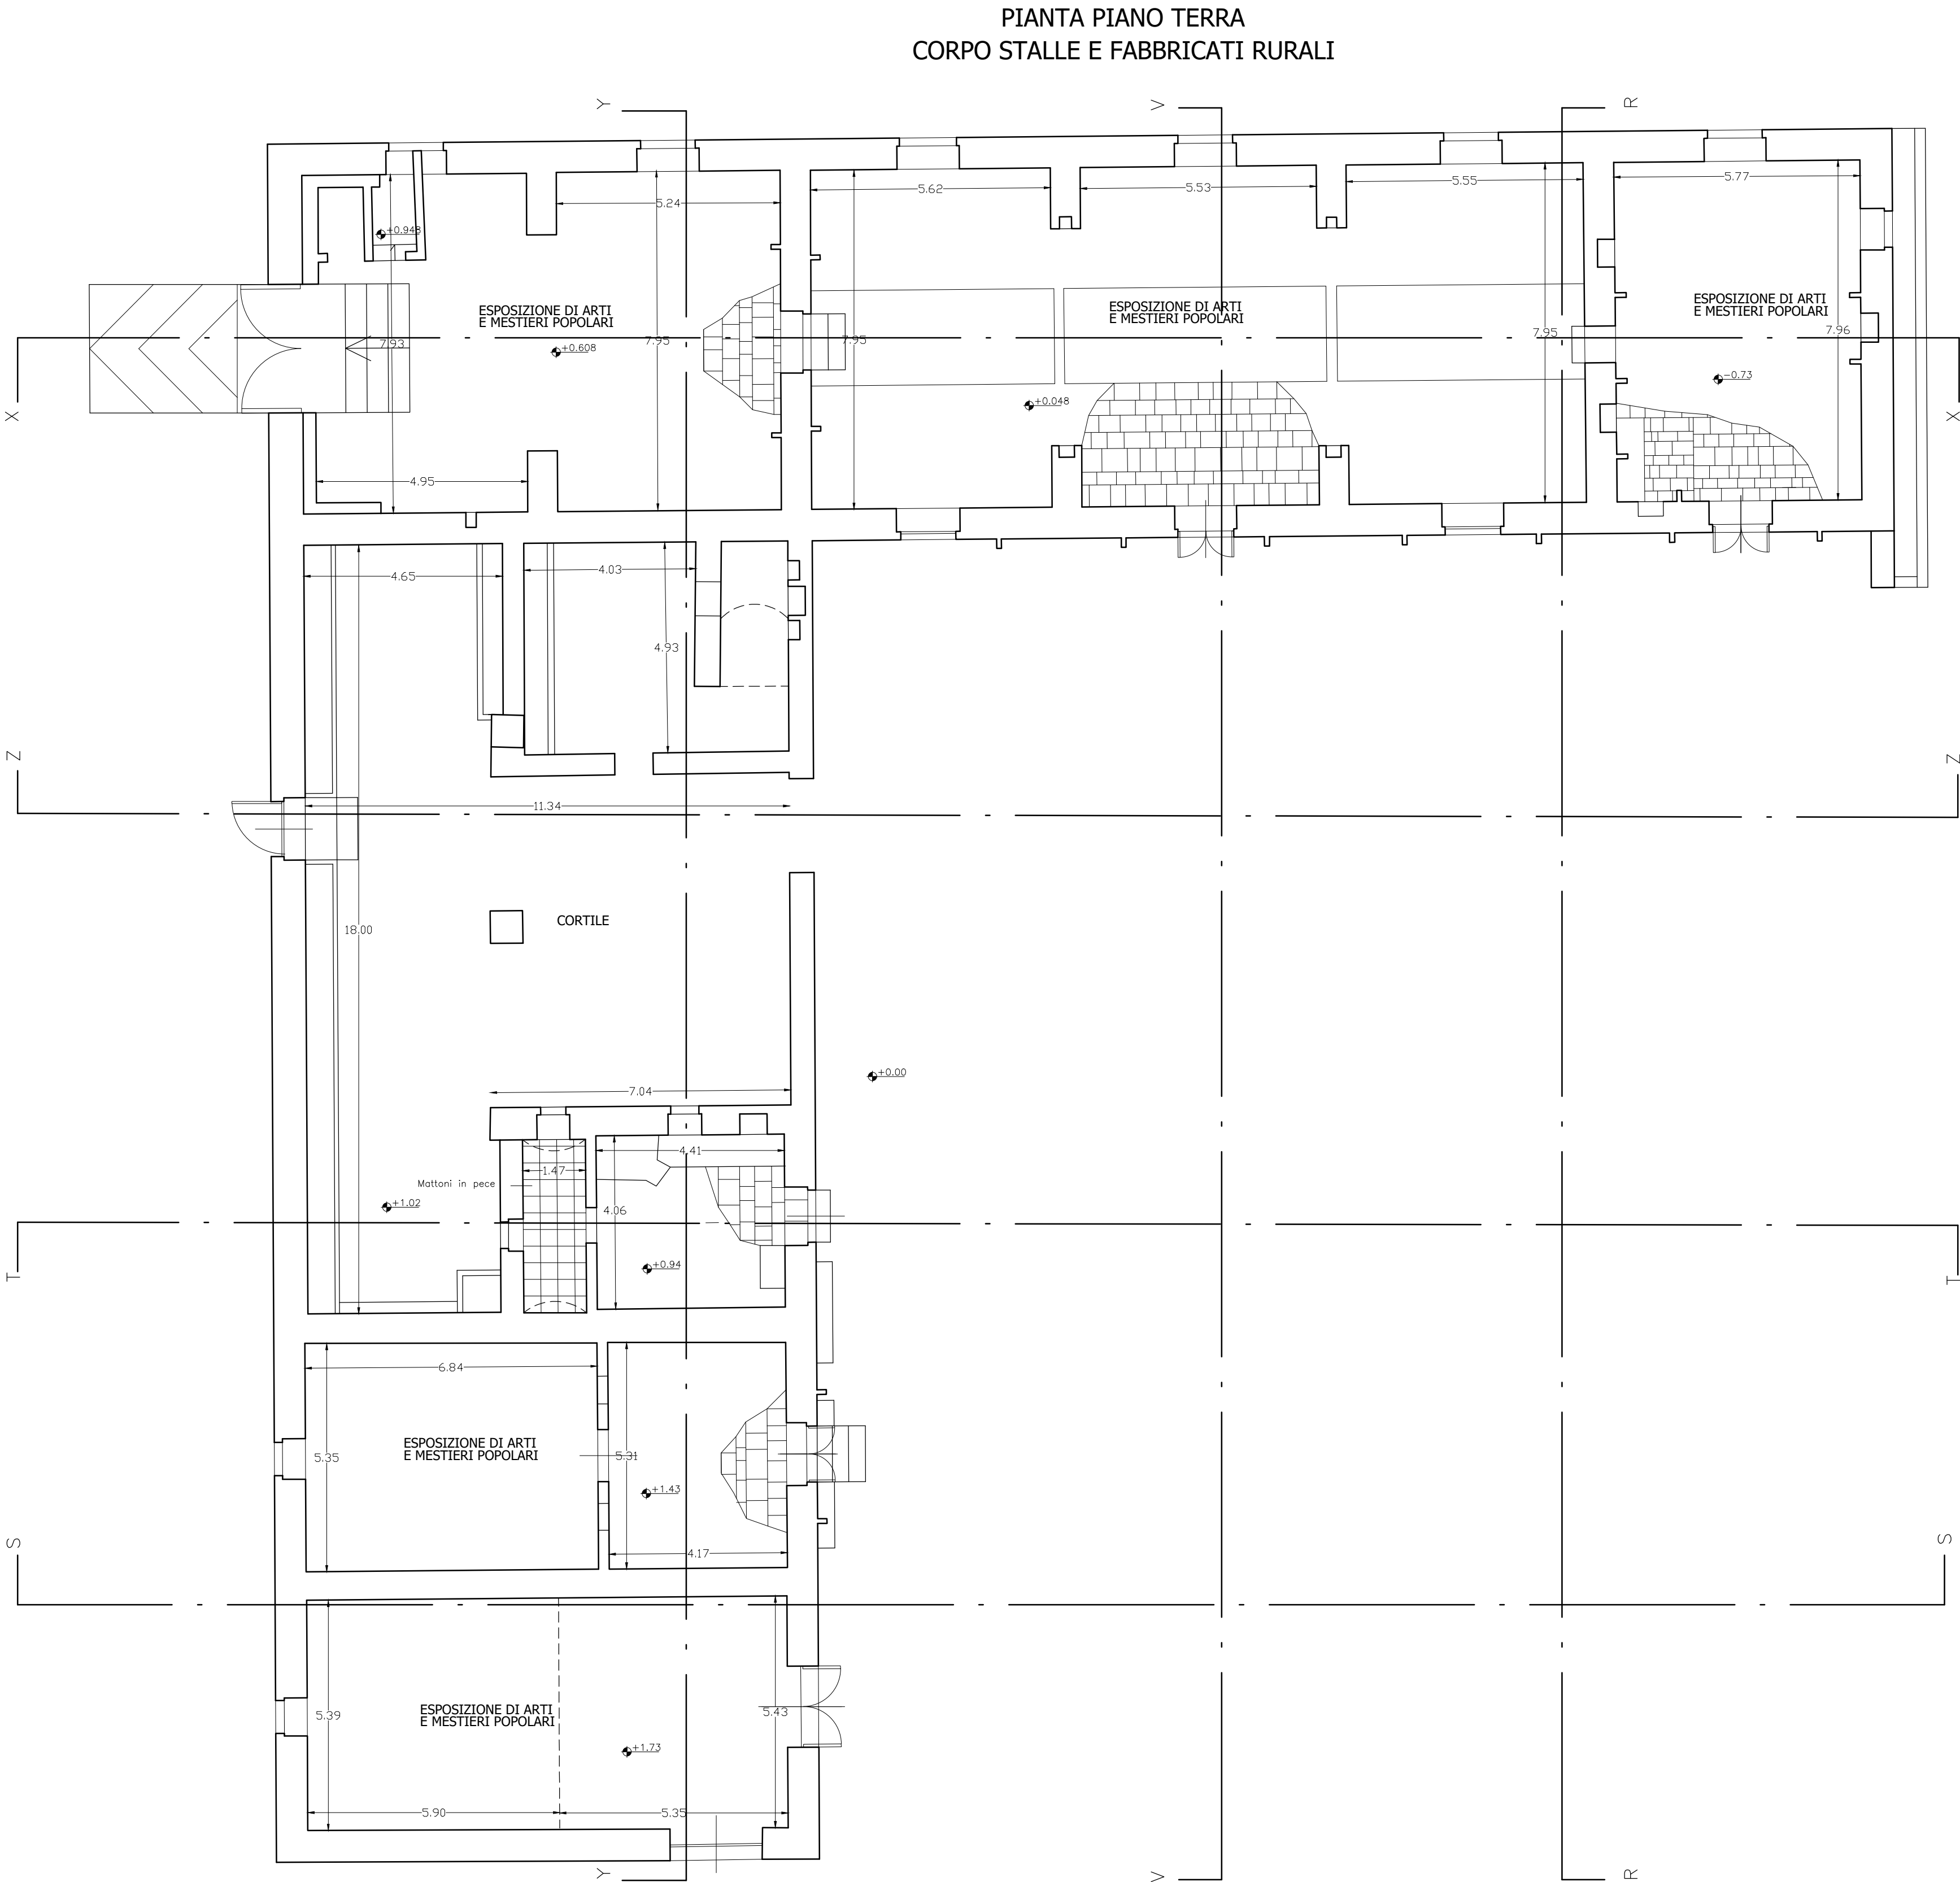 PIANTA PIANO TERRA
CORPO STALLE E FABBRICATI RURALI
Y
V
R
5.24
5.62
5.53
5.55
5.77
+0.948
ESPOSIZIONE DI ARTI
E MESTIERI POPOLARI
ESPOSIZIONE DI ARTI
E MESTIERI POPOLARI
ESPOSIZIONE DI ARTI
E MESTIERI POPOLARI
7.93
+0.608
7.95
7.95
7.95
7.96
-0.73
+0.048
X
X
4.95
4.65
4.03
4.93
Z
Z
11.34
18.00
CORTILE
+0.00
7.04
4.41
1.47
Mattoni in pece
+1.02
4.06
+0.94
T
T
6.84
ESPOSIZIONE DI ARTI
E MESTIERI POPOLARI
5.35
5.31
+1.43
4.17
S
S
ESPOSIZIONE DI ARTI
E MESTIERI POPOLARI
5.39
5.43
+1.73
5.90
5.35
Y
V
R